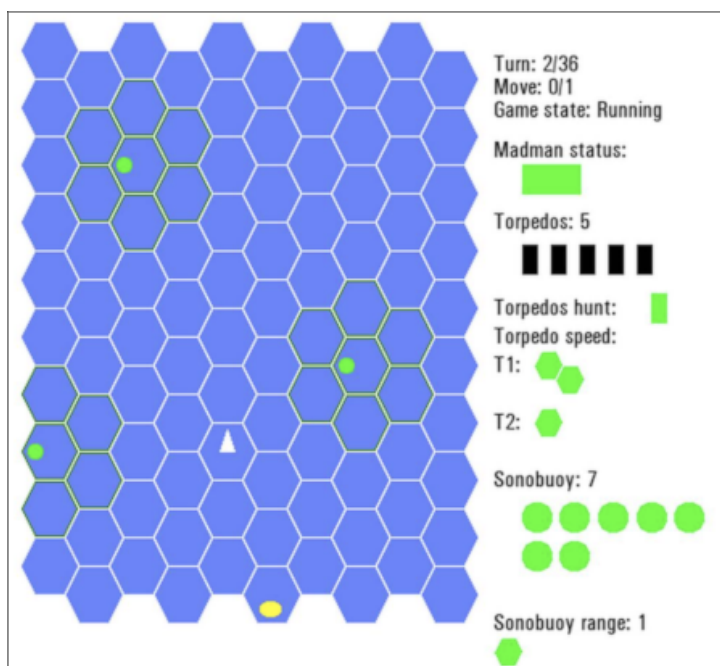 Turn: 2/36
Move: 0/1
Game state: Running
Madman status:
Torpedos: 5
Torpedos hunt:
Torpedo speed:
T1:
T2:
Sonobuoy: 7
Sonobuoy range: 1